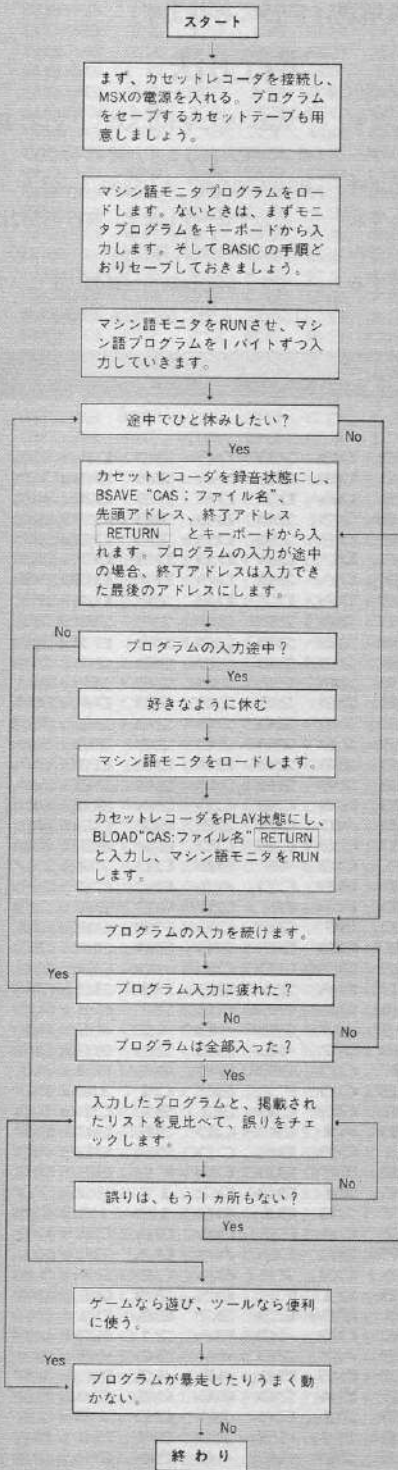 スタート
まず、カセットレコーダを接続し、
MSXの電源を入れる。プログラム
をセーブするカセットテープも用
意しましょう。
マシン語モニタプログラムをロー
ドします。ないときは、まずモニ
タプログラムをキーボードから入
力します。そしてBASICの手順ど
おりセーブしておきましょう。
マシン語モニタをRUNさせ、マシ
ン語プログラムを1バイトずつ入
力していきます。
途中でひと休みしたい?
No
Yes
カセットレコーダを録音状態にし、
BSAVE “CAS:ファイル名”、
先頭アドレス、終了アドレス
RETURN とキーボードから入
れます。プログラムの入力が途中
の場合、終了アドレスは入力でき
た最後のアドレスにします。
No
プログラムの入力途中?
Yes
好きなように休む
マシン語モニタをロードします。
カセットレコーダをPLAY状態にし、
BLOAD"CAS:ファイル名" RETURN
と入力し、マシン語モニタをRUN
します。
プログラムの入力を続けます。
Yes
プログラム入力に疲れた?
No
プログラムは全部入った?
No
Yes
入力したプログラムと、掲載され
たリストを見比べて、誤りをチェ
ックします。
誤りは、もう1ヵ所もない?
No
Yes
ゲームなら遊び、ツールなら便利
に使う。
Yes
プログラムが暴走したりうまく動
かない。
No
終わり